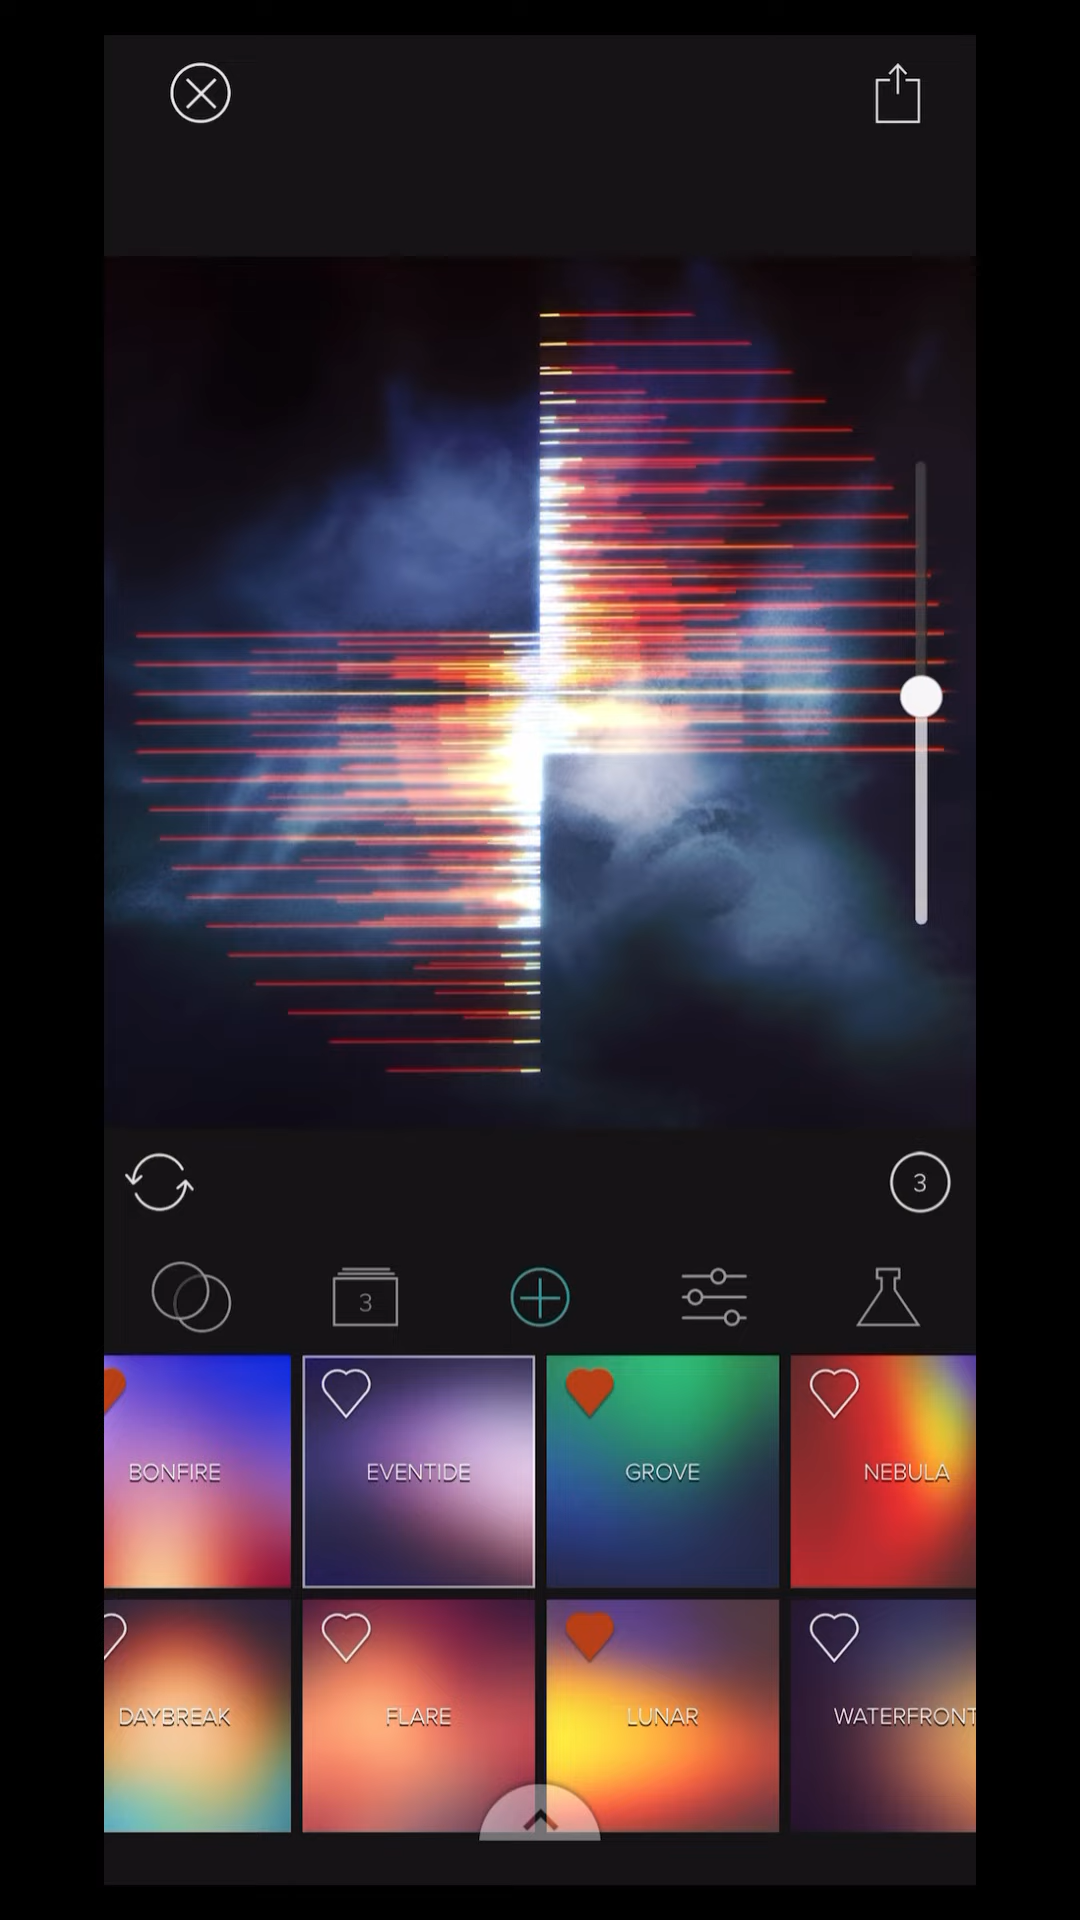 3
3
BONFIRE
EVENTIDE
GROVE
NEBULA
DAYBREAK
FLARE
LUNAR
WATERFRONT